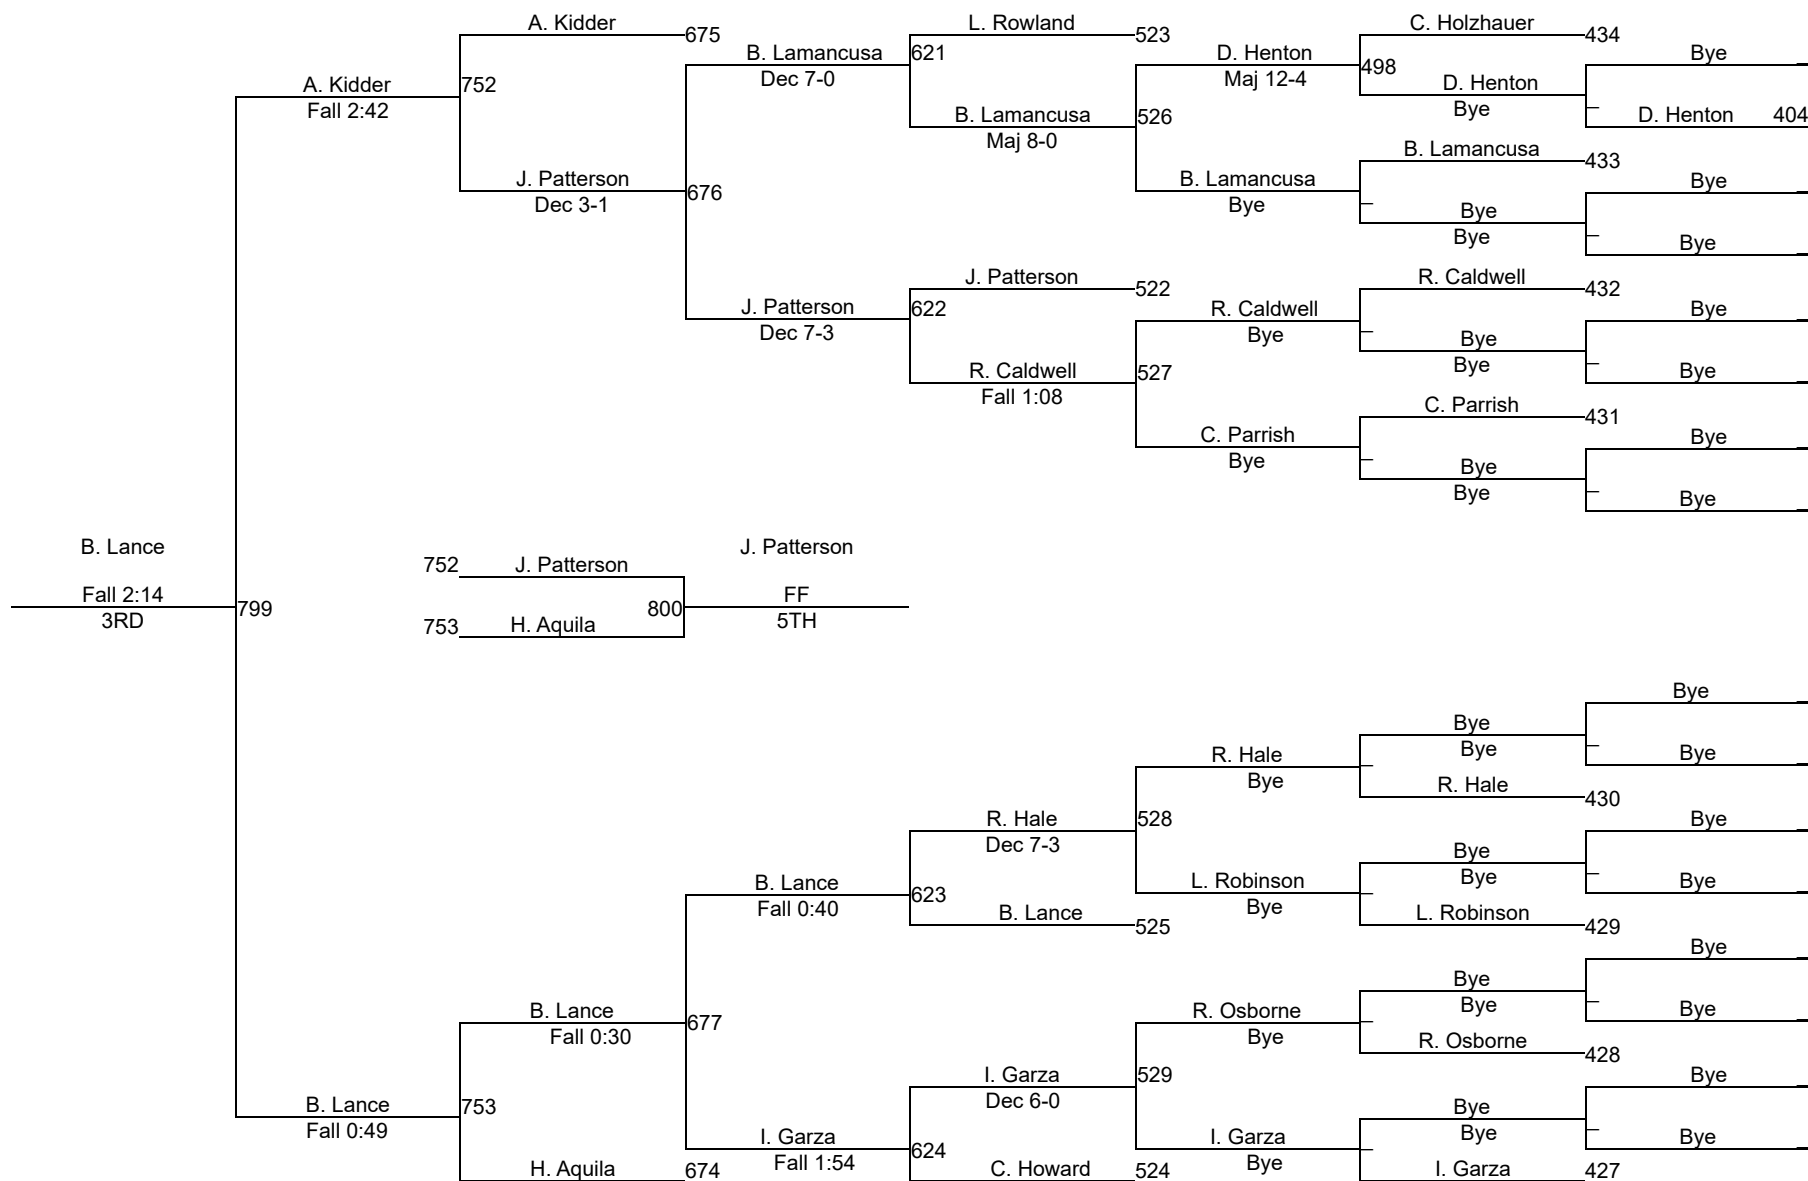 A. Kidder
675
L. Rowland
523
C. Holzhauer
434
B. Lamancusa
621
Dec 7-0
D. Henton
498
Maj 12-4
Bye
A. Kidder
752
Fall 2:42
D. Henton
Bye
B. Lamancusa
526
Maj 8-0
D. Henton 404
B. Lamancusa
433
J. Patterson
676
Dec 3-1
B. Lamancusa
Bye
Bye
Bye
Bye
Bye
J. Patterson
522
R. Caldwell
432
J. Patterson
622
Dec 7-3
R. Caldwell
Bye
Bye
Bye
Bye
R. Caldwell
527
Fall 1:08
Bye
C. Parrish
431
C. Parrish
Bye
Bye
Bye
Bye
Bye
B. Lance
Fall 2:14
799
3RD
752
J. Patterson
753
H. Aquila
800
J. Patterson
FF
5TH
Bye
Bye
Bye
R. Hale
Bye
Bye
R. Hale
430
R. Hale
528
Dec 7-3
Bye
Bye
Bye
B. Lance
623
Fall 0:40
L. Robinson
Bye
Bye
B. Lance
525
L. Robinson
429
Bye
Bye
Bye
B. Lance
677
Fall 0:30
R. Osborne
Bye
Bye
R. Osborne
428
I. Garza
529
Dec 6-0
Bye
B. Lance
753
Fall 0:49
Bye
Bye
I. Garza
624
Fall 1:54
I. Garza
Bye
Bye
H. Aquila
674
C. Howard
524
I. Garza
427